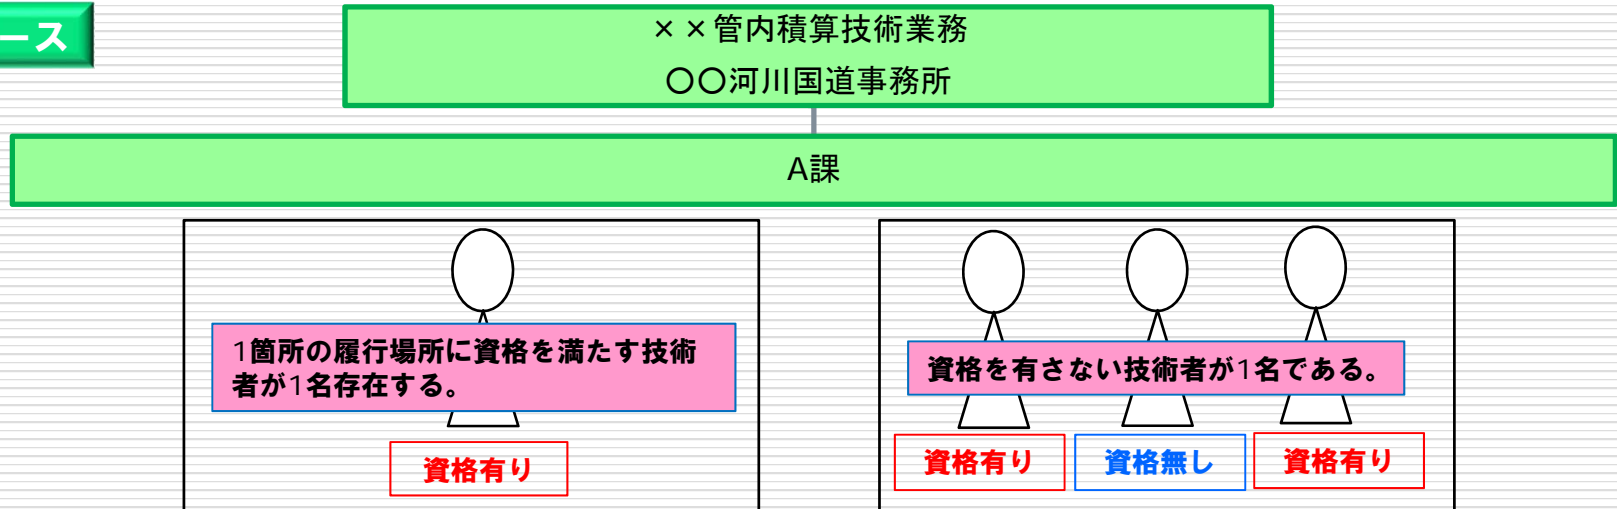 ース
××管内積算技術業務
〇〇河川国道事務所
A課
1箇所の履行場所に資格を満たす技術
者が1名存在する。
資格を有さない技術者が1名である。
資格有り
資格有り
資格無し
資格有り